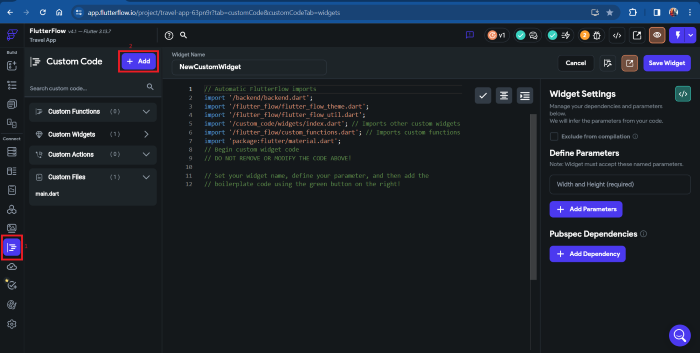 app.flutterflow.io/project/travel-app-63pn9r?tab=customCode&customCodeTab=widgets
FlutterFlow v4.1 - Flutter 3.13.7
Travel App
v1
2
Build
Connect
Custom Code
2
+ Add
Search custom code...
Custom Functions (0)
Custom Widgets (1)
Custom Actions (0)
Custom Files (1)
main.dart
1
Widget Name
NewCustomWidget
Cancel
Save Widget
1 // Automatic FlutterFlow imports
2 import '/backend/backend.dart';
3 import '/flutter_flow/flutter_flow_theme.dart';
4 import '/flutter_flow/flutter_flow_util.dart';
5 import '/custom_code/widgets/index.dart'; // Imports other custom widgets
6 import '/flutter_flow/custom_functions.dart'; // Imports custom functions
7 import 'package:flutter/material.dart';
8 // Begin custom widget code
9 // DO NOT REMOVE OR MODIFY THE CODE ABOVE!
10
11 // Set your widget name, define your parameter, and then add the
12 // boilerplate code using the green button on the right!
Widget Settings
Manage your dependencies and parameters
below.
We will infer the parameters from your code.
Exclude from compilation
Define Parameters
Note: Widget must accept these named parameters.
Width and Height (required)
+ Add Parameters
Pubspec Dependencies
+ Add Dependency